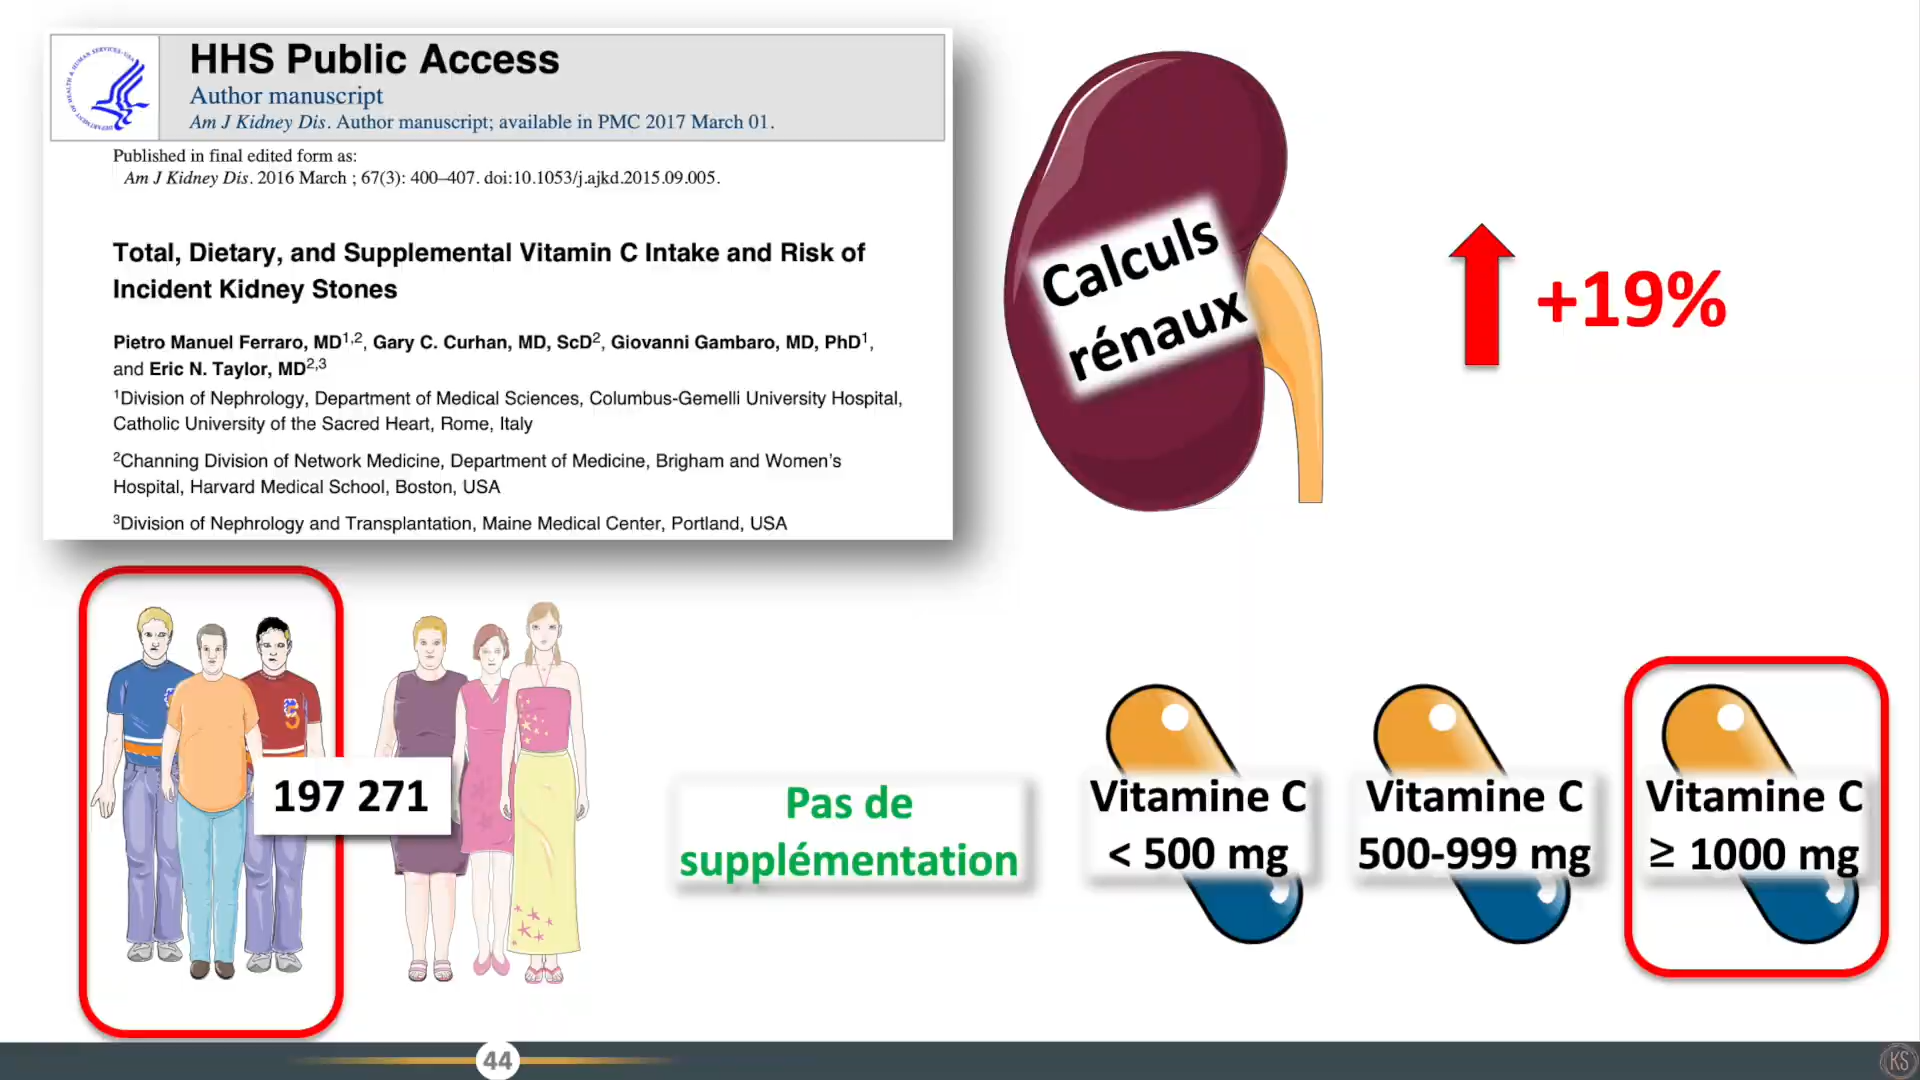 HHS Public Access
Author manuscript
Am J Kidney Dis. Author manuscript; available in PMC 2017 March 01.
Published in final edited form as:
Am J Kidney Dis. 2016 March ; 67(3): 400–407. doi:10.1053/j.ajkd.2015.09.005.
Total, Dietary, and Supplemental Vitamin C Intake and Risk of
Incident Kidney Stones
Pietro Manuel Ferraro, MD1,2, Gary C. Curhan, MD, ScD2, Giovanni Gambaro, MD, PhD1,
and Eric N. Taylor, MD2,3
1Division of Nephrology, Department of Medical Sciences, Columbus-Gemelli University Hospital,
Catholic University of the Sacred Heart, Rome, Italy
2Channing Division of Network Medicine, Department of Medicine, Brigham and Women's
Hospital, Harvard Medical School, Boston, USA
3Division of Nephrology and Transplantation, Maine Medical Center, Portland, USA
Calculs
rénaux
+19%
197 271
Pas de
supplémentation
Vitamine C
< 500 mg
Vitamine C
500-999 mg
Vitamine C
≥ 1000 mg
44
KS